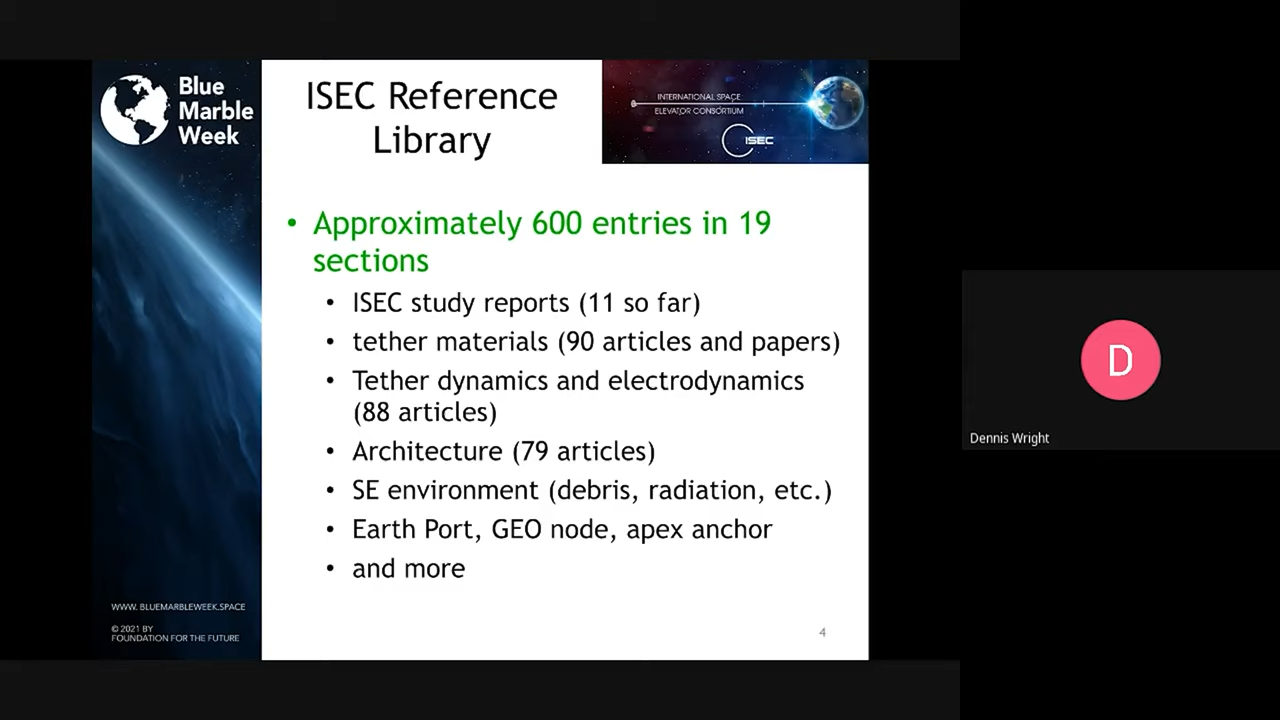 Blue
Marble
Week
ISEC Reference
Library
INTERNATIONAL SPACE
ELEVATOR CONSORTIUM
ISEC
• Approximately 600 entries in 19
sections
• ISEC study reports (11 so far)
• tether materials (90 articles and papers)
• Tether dynamics and electrodynamics
(88 articles)
• Architecture (79 articles)
• SE environment (debris, radiation, etc.)
• Earth Port, GEO node, apex anchor
• and more
WWW. BLUEMARBLEWEEK.SPACE
© 2021 BY
FOUNDATION FOR THE FUTURE
4
D
Dennis Wright